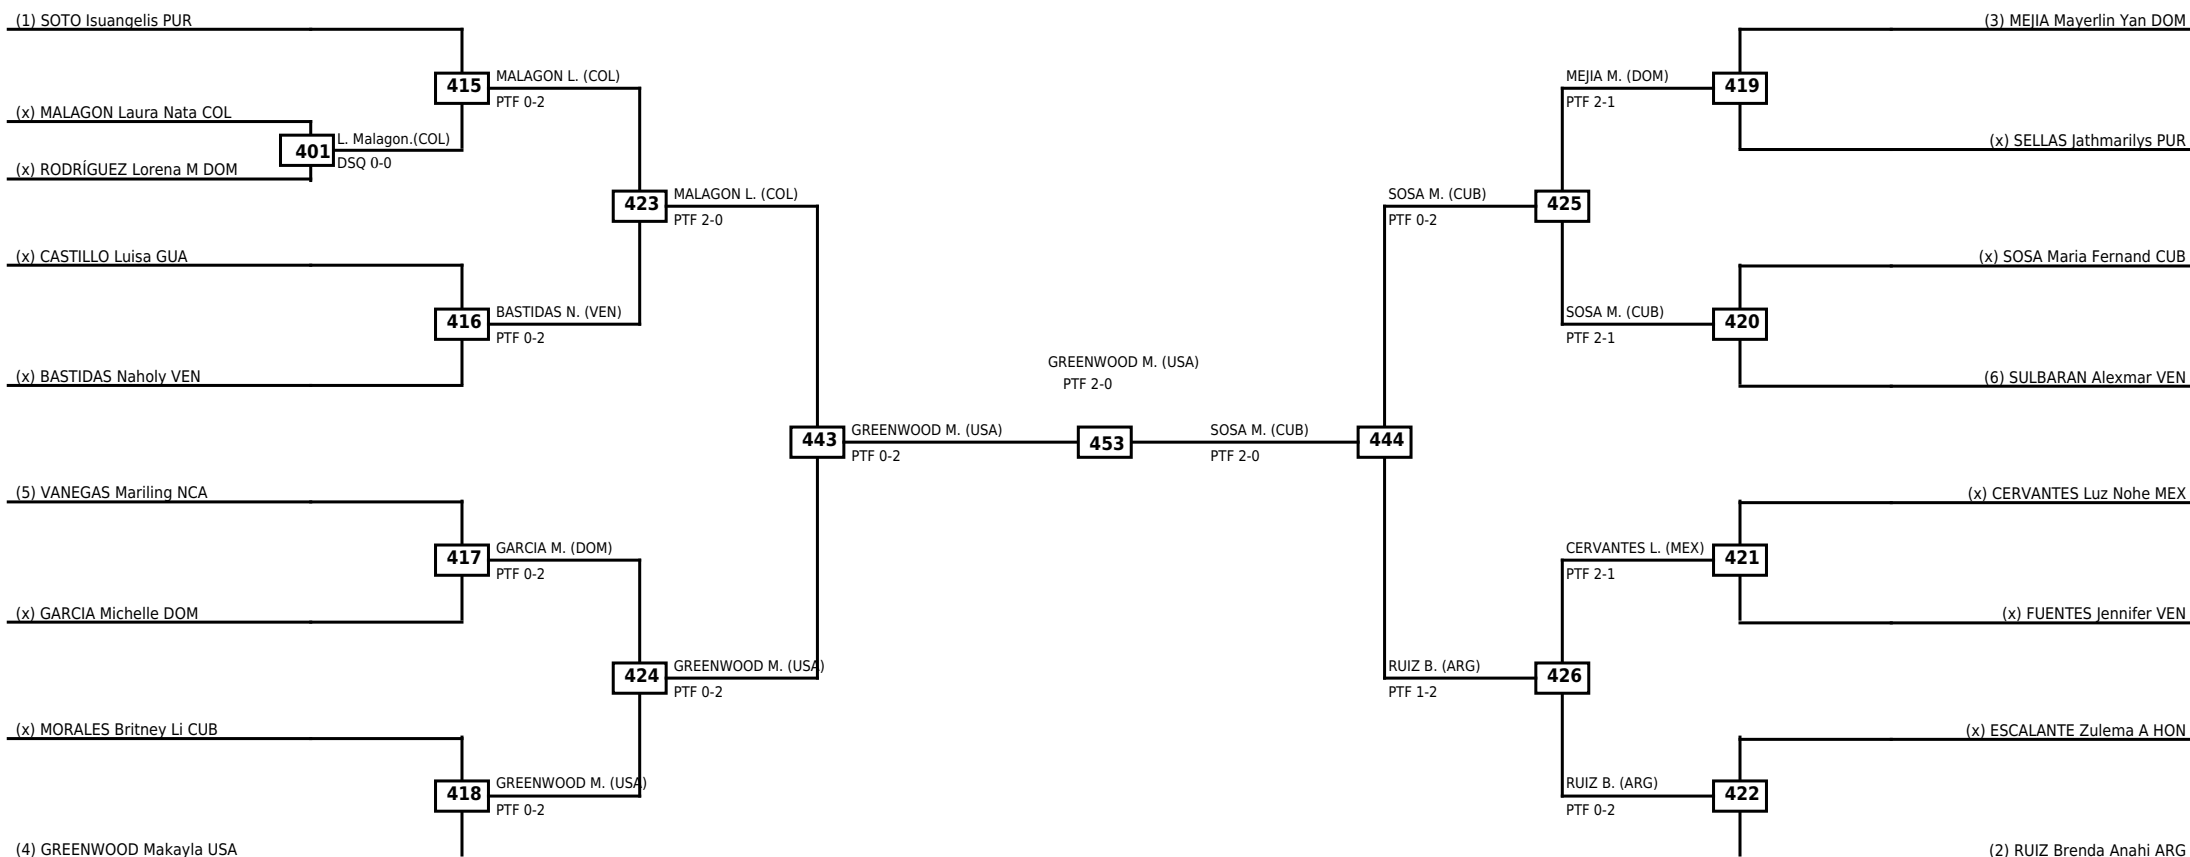 (1) SOTO Isuangelis PUR
(3) MEJIA Mayerlin Yan DOM
415
MALAGON L. (COL)
PTF 0-2
MEJIA M. (DOM)
PTF 2-1
419
(x) MALAGON Laura Nata COL
401
L. Malagon.(COL)
DSQ 0-0
(x) SELLAS Jathmarilys PUR
(x) RODRÍGUEZ Lorena M DOM
423
MALAGON L. (COL)
PTF 2-0
SOSA M. (CUB)
PTF 0-2
425
(x) CASTILLO Luisa GUA
(x) SOSA Maria Fernand CUB
416
BASTIDAS N. (VEN)
PTF 0-2
SOSA M. (CUB)
PTF 2-1
420
GREENWOOD M. (USA)
PTF 2-0
(x) BASTIDAS Naholy VEN
(6) SULBARAN Alexmar VEN
443
GREENWOOD M. (USA)
PTF 0-2
453
SOSA M. (CUB)
PTF 2-0
444
(5) VANEGAS Mariling NCA
(x) CERVANTES Luz Nohe MEX
417
GARCIA M. (DOM)
PTF 0-2
CERVANTES L. (MEX)
PTF 2-1
421
(x) GARCIA Michelle DOM
(x) FUENTES Jennifer VEN
424
GREENWOOD M. (USA)
PTF 0-2
RUIZ B. (ARG)
PTF 1-2
426
(x) MORALES Britney Li CUB
(x) ESCALANTE Zulema A HON
418
GREENWOOD M. (USA)
PTF 0-2
RUIZ B. (ARG)
PTF 0-2
422
(4) GREENWOOD Makayla USA
(2) RUIZ Brenda Anahi ARG